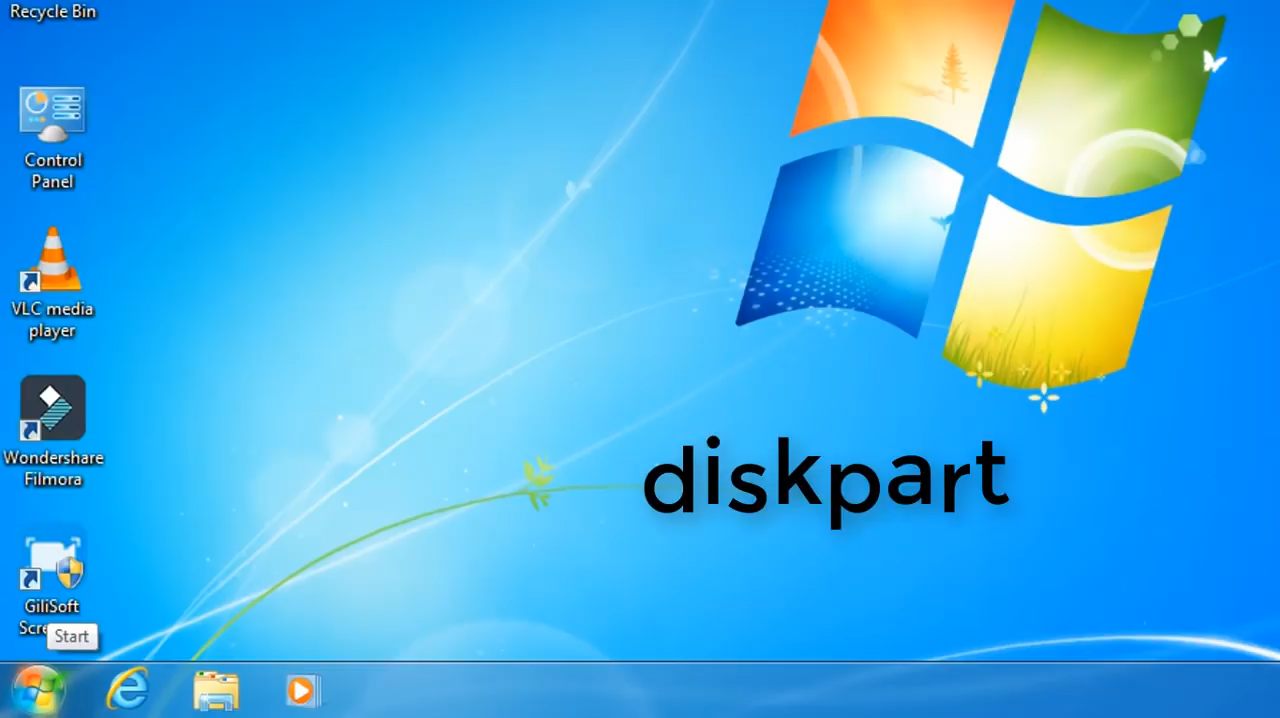 Recycle Bin
Control
Panel
VLC media
player
Wondershare
Filmora
diskpart
GiliSoft
Scre
Start